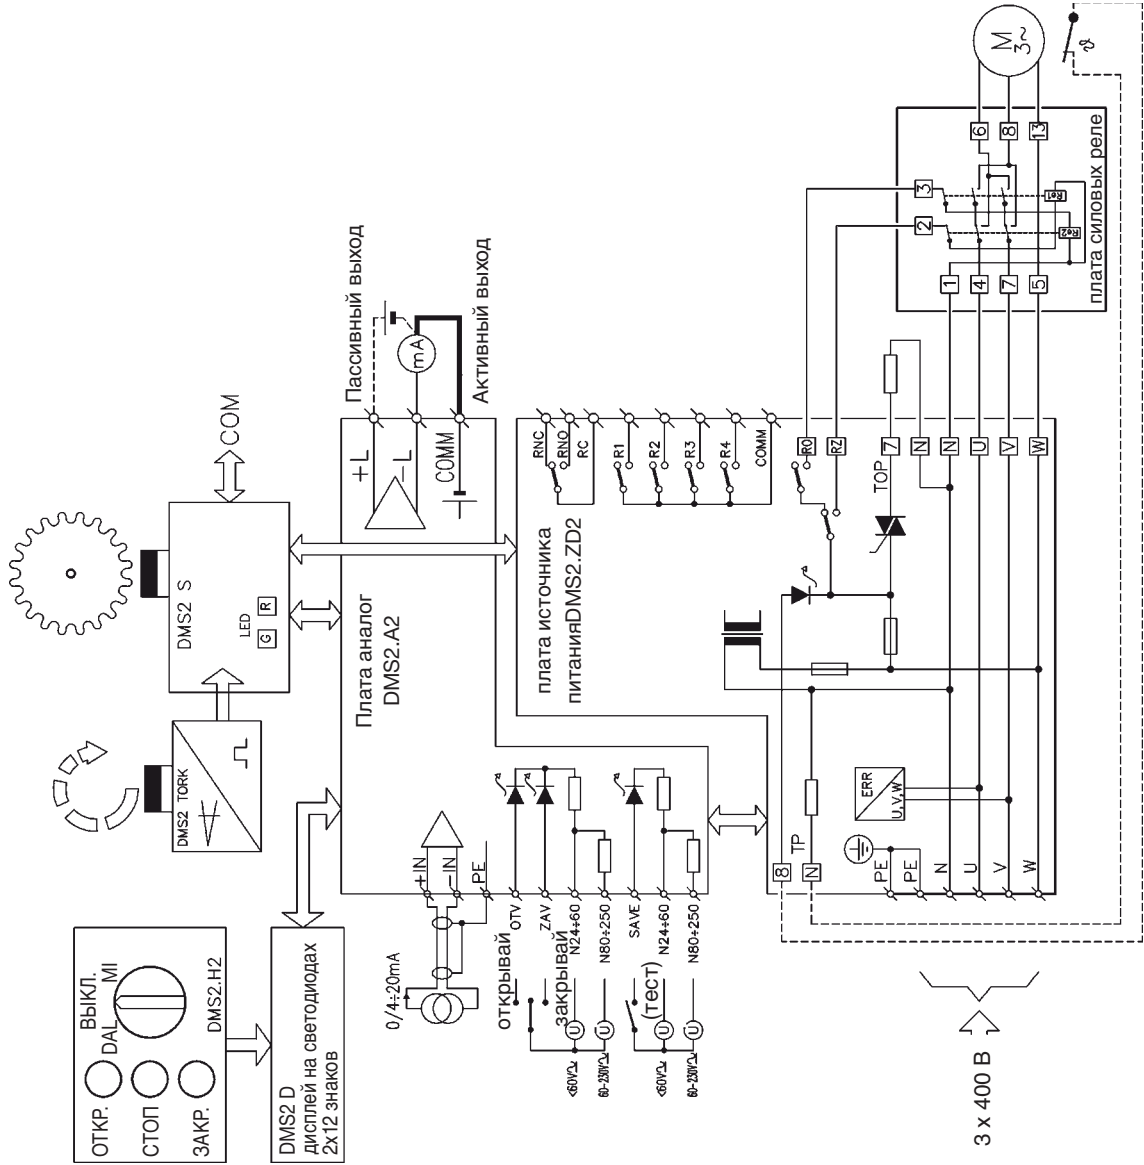 ОТКР.
СТОП
ЗАКР.
ВЫКЛ.
DAL
MI
DMS2.H2
DMS2 D
дисплей на светодиодах
2x12 знаков
DMS2 TORK
DMS2 S
LED
G
R
COM
Плата аналог
DMS2.A2
+L
-L
COMM
mA
Пассивный выход
Активный выход
+IN
-IN
PE
0/4÷20mA
OTV
ZAV
N24÷60
N80÷250
SAVE
N24÷60
N80÷250
открывай
закрывай
(тест)
U
U
U
U
<60V
60-230V
<60V
60-230V
плата источника
питанияDMS2.ZD2
RNC
RNO
RC
R1
R2
R3
R4
COMM
RO
RZ
7
TOP
N
N
U
V
W
8
TP
N
ERR
U,V,W
PE
PE
N
U
V
W
3 x 400 В
плата силовых реле
1
4
7
5
2
3
6
8
13
Re1
Re2
M
3~
ϑ